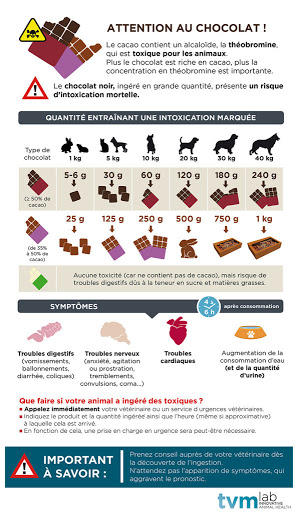 ATTENTION AU CHOCOLAT !
Le cacao contient un alcaloïde, la théobromine,
qui est toxique pour les animaux.
Plus le chocolat est riche en cacao, plus la
concentration en théobromine est importante.
Le chocolat noir, ingéré en grande quantité, présente un risque
d'intoxication mortelle.
QUANTITÉ ENTRAÎNANT UNE INTOXICATION MARQUÉE
Type de
chocolat
1 kg 5 kg 10 kg 20 kg 30 kg 40 kg
5-6 g 30 g 60 g 120 g 180 g 240 g
(≥ 50% de
cacao)
25 g 125 g 250 g 500 g 750 g 1 kg
(de 35%
à 50% de
cacao)
Aucune toxicité (car ne contient pas de cacao), mais risque de
troubles digestifs dûs à la teneur en sucre et matières grasses.
SYMPTÔMES
4 à
6 h
après consommation
Troubles digestifs
(vomissements,
ballonnements,
diarrhée, coliques)
Troubles nerveux
(anxiété, agitation
ou prostration,
tremblements,
convulsions, coma...)
Troubles
cardiaques
Augmentation de la
consommation d'eau
(et de la quantité
d'urine)
Que faire si votre animal a ingéré des toxiques ?
Appelez immédiatement votre vétérinaire ou un service d'urgences vétérinaires.
Indiquez le produit et la quantité ingérée ainsi que l'heure (même si approximative)
à laquelle cela est arrivé.
En fonction de cela, une prise en charge en urgence sera peut-être nécessaire.
IMPORTANT
À SAVOIR :
Prenez conseil auprès de votre vétérinaire dès
la découverte de l'ingestion.
N'attendez pas l'apparition de symptômes, qui
aggravent le pronostic.
tvm lab
INNOVATIVE
ANIMAL HEALTH